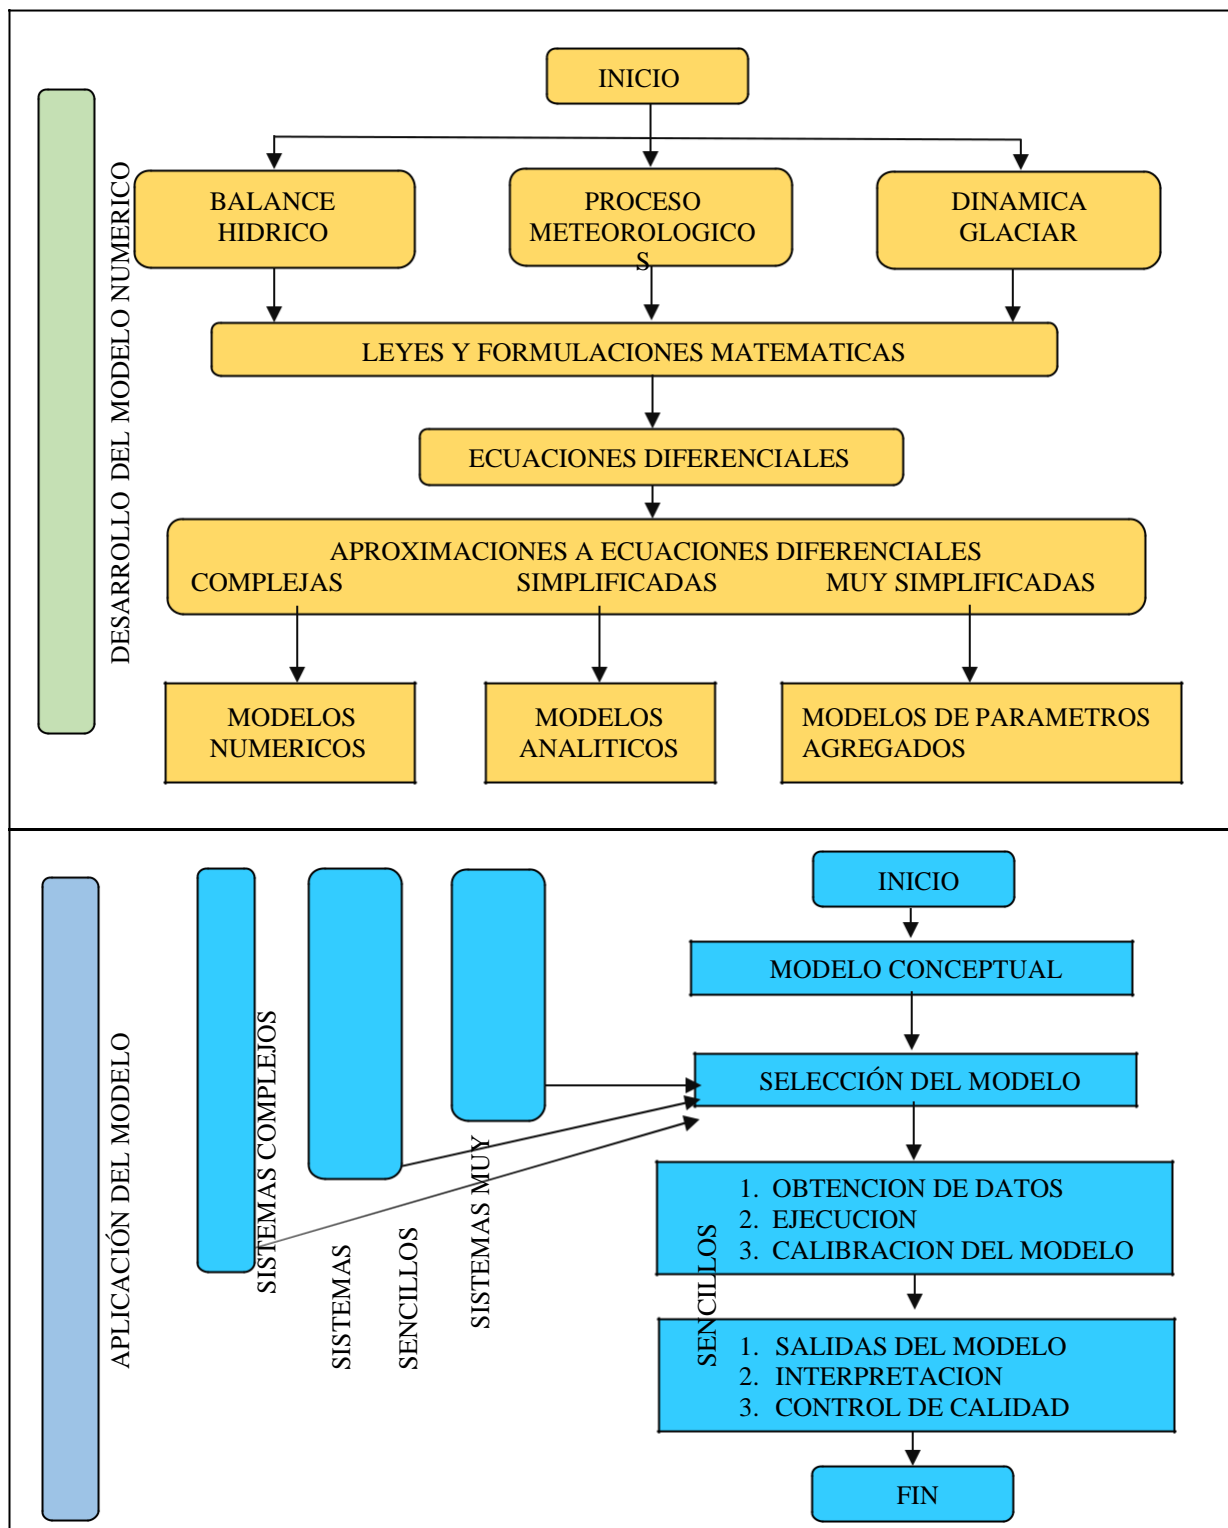 DESARROLLO DEL MODELO NUMERICO
INICIO
BALANCE
HIDRICO
PROCESO
METEOROLOGICO
S
DINAMICA
GLACIAR
LEYES Y FORMULACIONES MATEMATICAS
ECUACIONES DIFERENCIALES
APROXIMACIONES A ECUACIONES DIFERENCIALES
COMPLEJAS SIMPLIFICADAS MUY SIMPLIFICADAS
MODELOS
NUMERICOS
MODELOS
ANALITICOS
MODELOS DE PARAMETROS
AGREGADOS
APLICACIÓN DEL MODELO
SISTEMAS COMPLEJOS
SISTEMAS
SENCILLOS
SISTEMAS MUY
SENCILLOS
INICIO
MODELO CONCEPTUAL
SELECCIÓN DEL MODELO
1. OBTENCION DE DATOS
2. EJECUCION
3. CALIBRACION DEL MODELO
1. SALIDAS DEL MODELO
2. INTERPRETACION
3. CONTROL DE CALIDAD
FIN